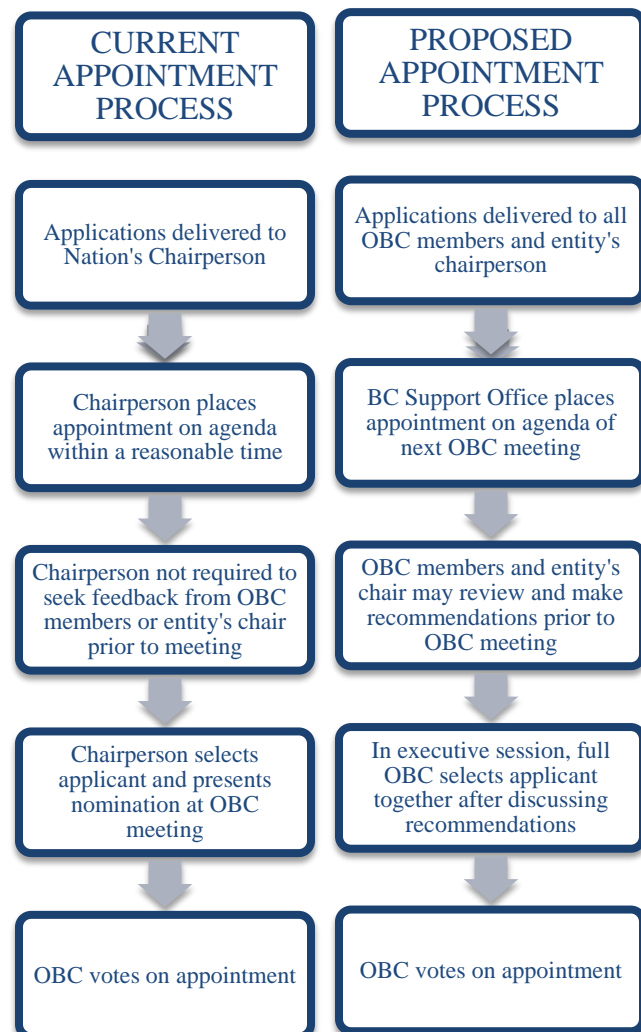 CURRENT
APPOINTMENT
PROCESS
Applications delivered to
Nation's Chairperson
Chairperson places
appointment on agenda
within a reasonable time
Chairperson not required to
seek feedback from OBC
members or entity's chair
prior to meeting
Chairperson selects
applicant and presents
nomination at OBC
meeting
OBC votes on appointment
PROPOSED
APPOINTMENT
PROCESS
Applications delivered to all
OBC members and entity's
chairperson
BC Support Office places
appointment on agenda of
next OBC meeting
OBC members and entity's
chair may review and make
recommendations prior to
OBC meeting
In executive session, full
OBC selects applicant
together after discussing
recommendations
OBC votes on appointment